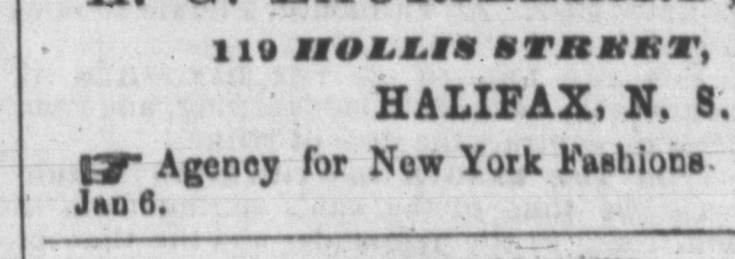 119 HOLLIS STREET,
HALIFAX, N. S.
☞ Agency for New York Fashions.
Jan 6.